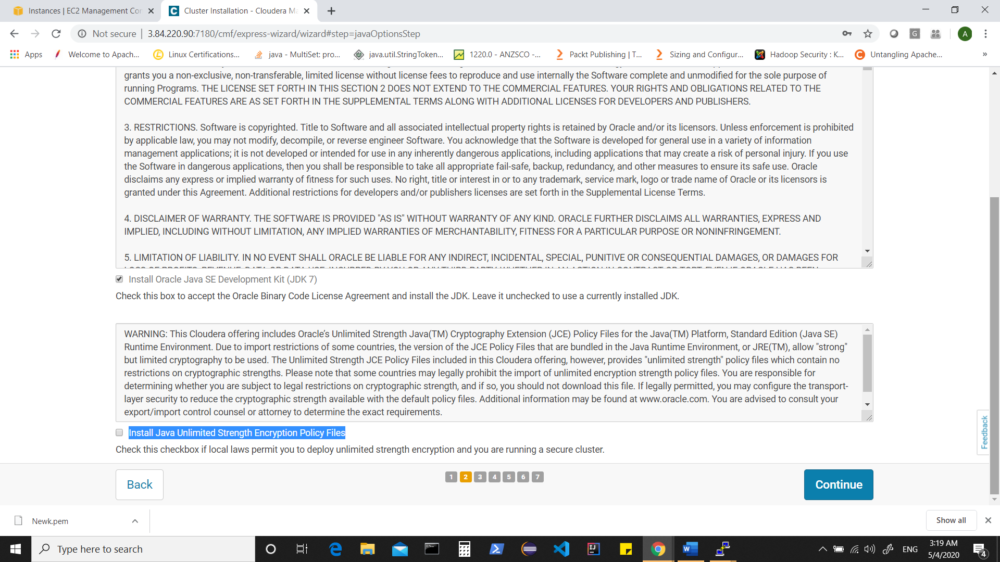 Instances | EC2 Management Con
Cluster Installation - Cloudera Ma
Not secure | 3.84.220.90:7180/cmf/express-wizard/wizard#step=javaOptionsStep
G
A
Apps
Welcome to Apach...
Linux Certifications...
java - MultiSet: pro...
java.util.StringToken...
1220.0 - ANZSCO -...
Packt Publishing | T...
Sizing and Configur...
Hadoop Security : K...
Untangling Apache...
»
grants you a non-exclusive, non-transferable, limited license without license fees to reproduce and use internally the Software complete and unmodified for the sole purpose of
running Programs. THE LICENSE SET FORTH IN THIS SECTION 2 DOES NOT EXTEND TO THE COMMERCIAL FEATURES. YOUR RIGHTS AND OBLIGATIONS RELATED TO THE
COMMERCIAL FEATURES ARE AS SET FORTH IN THE SUPPLEMENTAL TERMS ALONG WITH ADDITIONAL LICENSES FOR DEVELOPERS AND PUBLISHERS.
3. RESTRICTIONS. Software is copyrighted. Title to Software and all associated intellectual property rights is retained by Oracle and/or its licensors. Unless enforcement is prohibited
by applicable law, you may not modify, decompile, or reverse engineer Software. You acknowledge that the Software is developed for general use in a variety of information
management applications; it is not developed or intended for use in any inherently dangerous applications, including applications that may create a risk of personal injury. If you use
the Software in dangerous applications, then you shall be responsible to take all appropriate fail-safe, backup, redundancy, and other measures to ensure its safe use. Oracle
disclaims any express or implied warranty of fitness for such uses. No right, title or interest in or to any trademark, service mark, logo or trade name of Oracle or its licensors is
granted under this Agreement. Additional restrictions for developers and/or publishers licenses are set forth in the Supplemental License Terms.
4. DISCLAIMER OF WARRANTY. THE SOFTWARE IS PROVIDED "AS IS" WITHOUT WARRANTY OF ANY KIND. ORACLE FURTHER DISCLAIMS ALL WARRANTIES, EXPRESS AND
IMPLIED, INCLUDING WITHOUT LIMITATION, ANY IMPLIED WARRANTIES OF MERCHANTABILITY, FITNESS FOR A PARTICULAR PURPOSE OR NONINFRINGEMENT.
5. LIMITATION OF LIABILITY. IN NO EVENT SHALL ORACLE BE LIABLE FOR ANY INDIRECT, INCIDENTAL, SPECIAL, PUNITIVE OR CONSEQUENTIAL DAMAGES, OR DAMAGES FOR
Install Oracle Java SE Development Kit (JDK 7)
Check this box to accept the Oracle Binary Code License Agreement and install the JDK. Leave it unchecked to use a currently installed JDK.
WARNING: This Cloudera offering includes Oracle’s Unlimited Strength Java(TM) Cryptography Extension (JCE) Policy Files for the Java(TM) Platform, Standard Edition (Java SE)
Runtime Environment. Due to import restrictions of some countries, the version of the JCE Policy Files that are bundled in the Java Runtime Environment, or JRE(TM), allow "strong"
but limited cryptography to be used. The Unlimited Strength JCE Policy Files included in this Cloudera offering, however, provides "unlimited strength" policy files which contain no
restrictions on cryptographic strengths. Please note that some countries may legally prohibit the import of unlimited encryption strength policy files. You are responsible for
determining whether you are subject to legal restrictions on cryptographic strength, and if so, you should not download this file. If legally permitted, you may configure the transport-
layer security to reduce the cryptographic strength available with the default policy files. Additional information may be found at www.oracle.com. You are advised to consult your
export/import control counsel or attorney to determine the exact requirements.
Install Java Unlimited Strength Encryption Policy Files
Check this checkbox if local laws permit you to deploy unlimited strength encryption and you are running a secure cluster.
Feedback
Back
1 2 3 4 5 6 7
Continue
Newk.pem
Show all
Type here to search
ENG
3:19 AM
5/4/2020
4